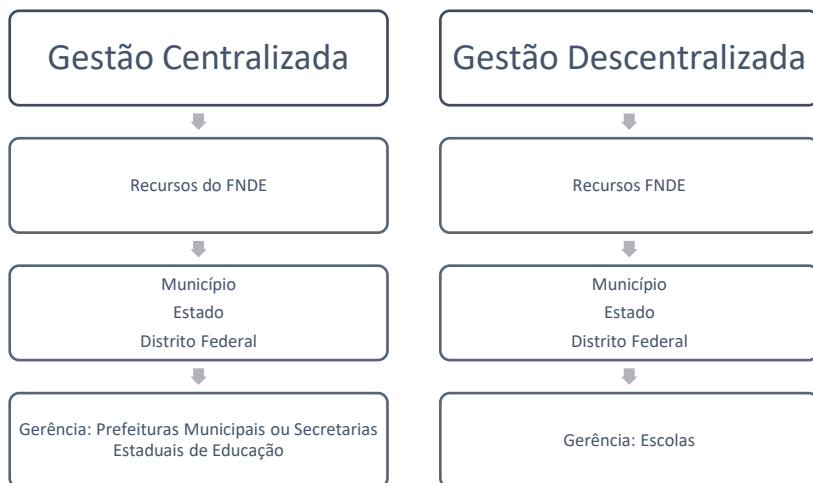 Gestão Centralizada
Recursos do FNDE
Município
Estado
Distrito Federal
Gerência: Prefeituras Municipais ou Secretarias
Estaduais de Educação
Gestão Descentralizada
Recursos FNDE
Município
Estado
Distrito Federal
Gerência: Escolas